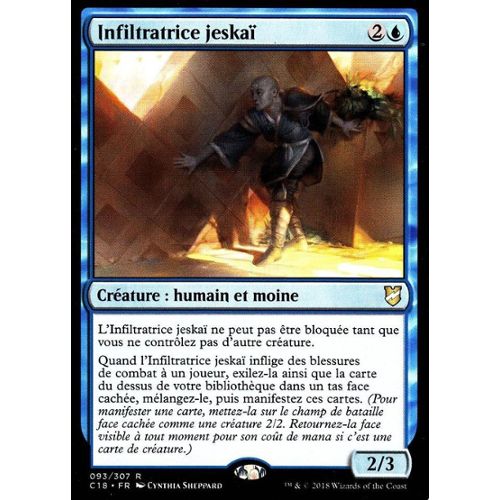 Infiltratrice jeskaï 2
Créature : humain et moine
L'Infiltratrice jeskaï ne peut pas être bloquée tant que
vous ne contrôlez pas d'autre créature.
Quand l'Infiltratrice jeskaï inflige des blessures
de combat à un joueur, exilez-la ainsi que la carte
du dessus de votre bibliothèque dans un tas face
cachée, mélangez-le, puis manifestez ces cartes. (Pour
manifester une carte, mettez-la sur le champ de bataille
face cachée comme une créature 2/2. Retournez-la face
visible à tout moment pour son coût de mana si c'est une
carte de créature.)
2/3
093/307 R
C18 • FR Cynthia Sheppard ™ & © 2018 Wizards of the Coast